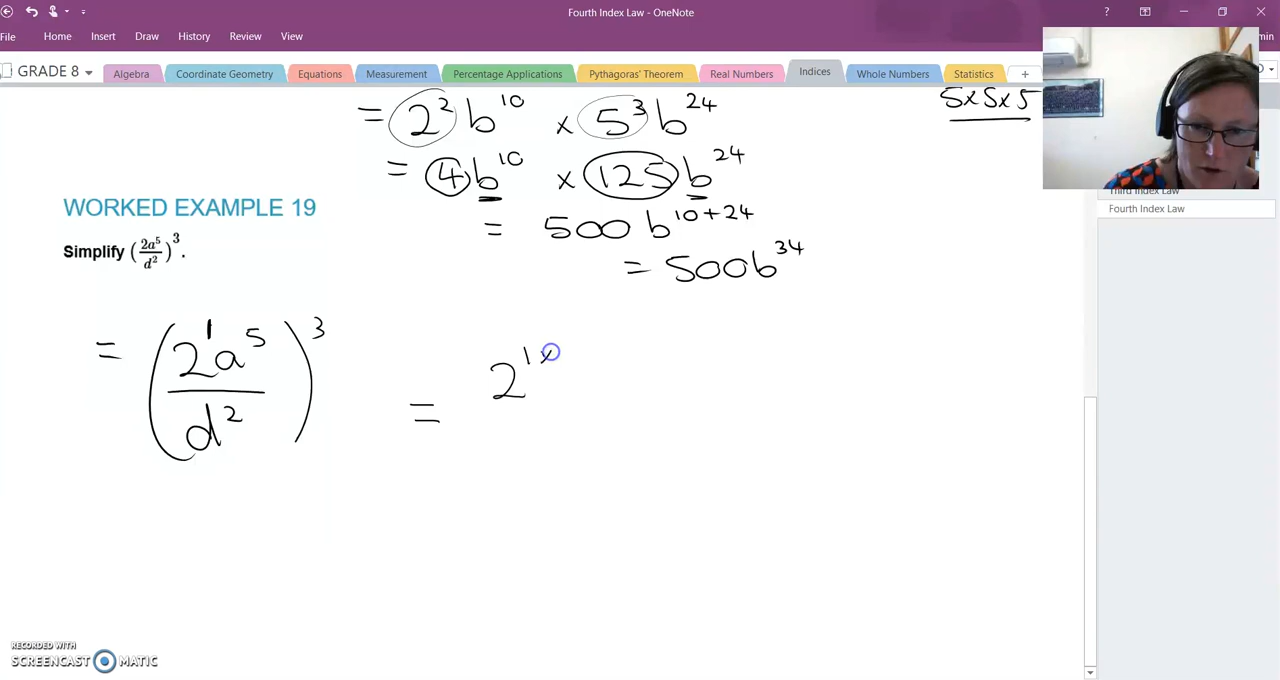 Fourth Index Law - OneNote
File Home Insert Draw History Review View
GRADE 8 Algebra Coordinate Geometry Equations Measurement Percentage Applications Pythagoras' Theorem Real Numbers Indices Whole Numbers Statistics +
= 2² b¹⁰ × 5³ b²⁴
5×5×5
= 4b¹⁰ × 125 b²⁴
Third Index Law
Fourth Index Law
WORKED EXAMPLE 19
= 500 b¹⁰⁺²⁴
Simplify (2a⁵/d²)³.
= 500b³⁴
= (2¹a⁵/d²)³ = 2¹ˣ
RECORDED WITH
SCREENCAST MATIC